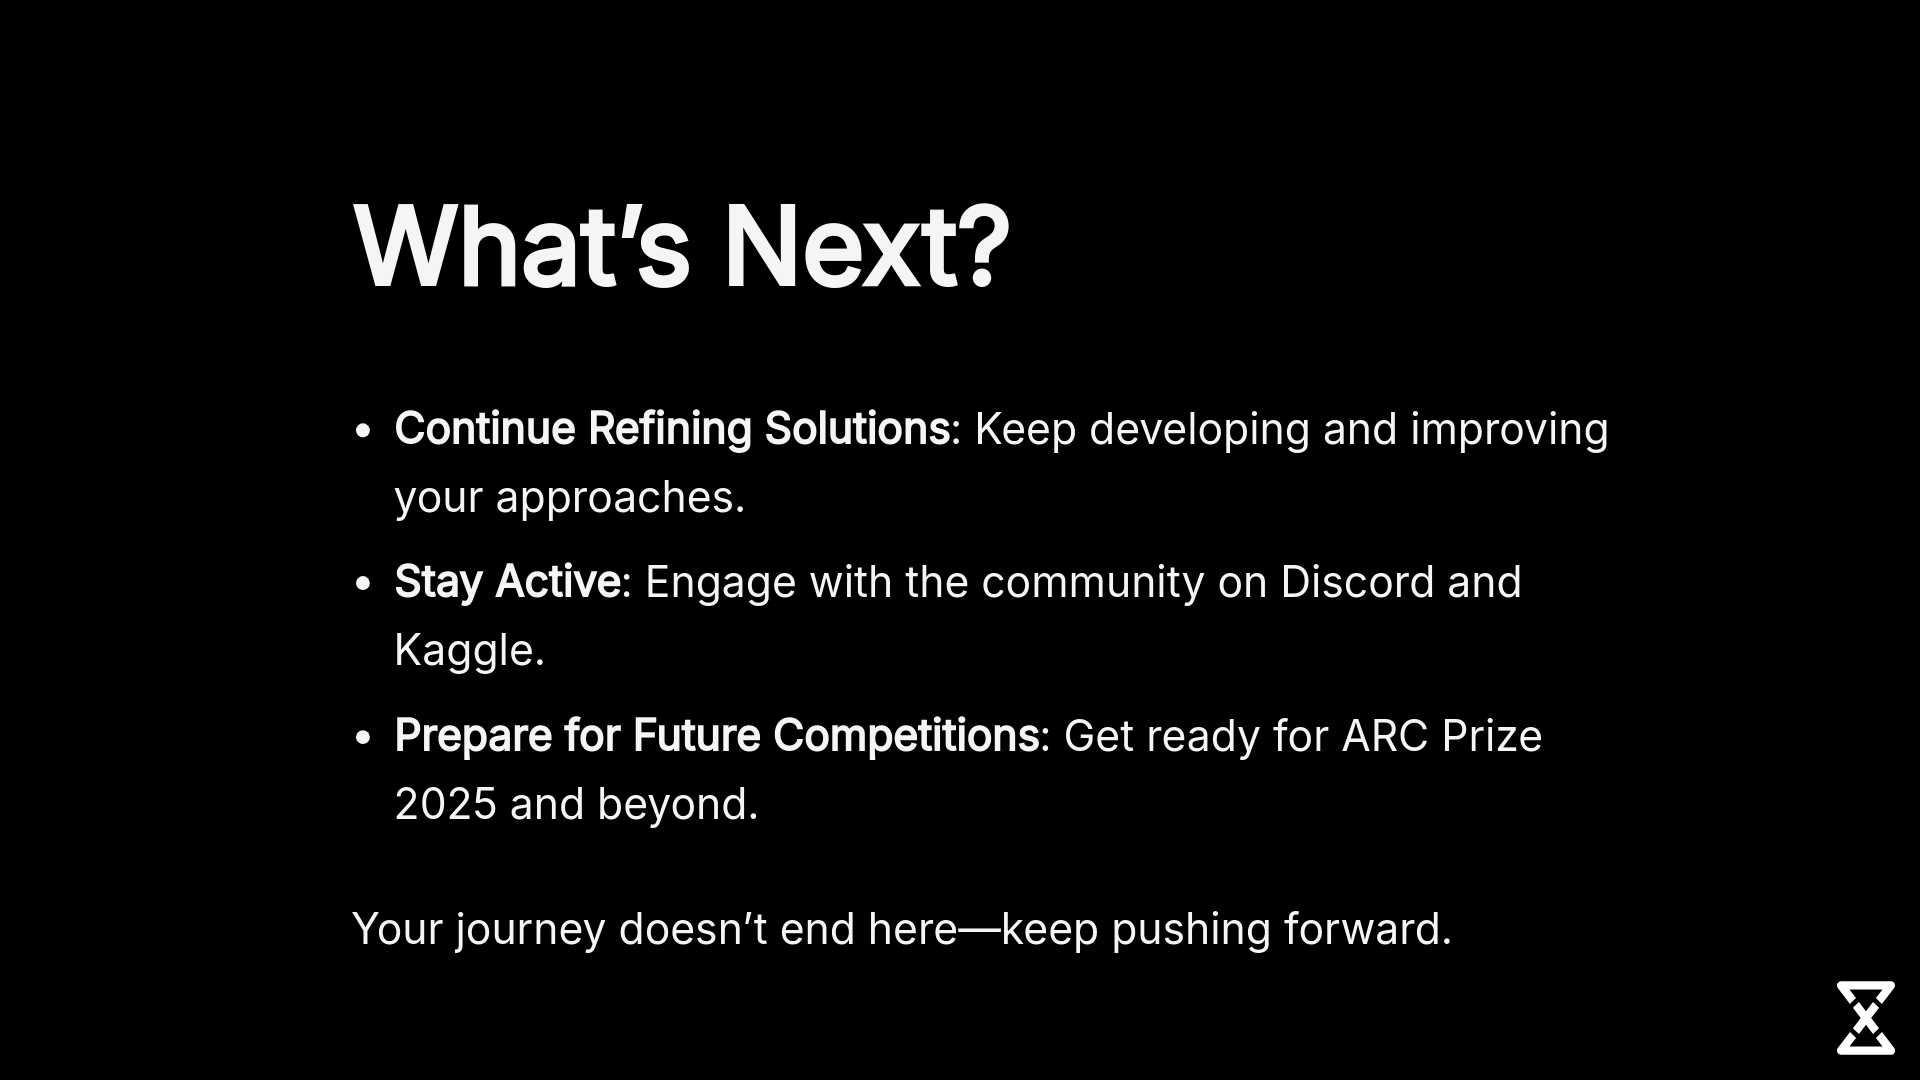 What’s Next?
• Continue Refining Solutions: Keep developing and improving
your approaches.
• Stay Active: Engage with the community on Discord and
Kaggle.
• Prepare for Future Competitions: Get ready for ARC Prize
2025 and beyond.
Your journey doesn’t end here—keep pushing forward.